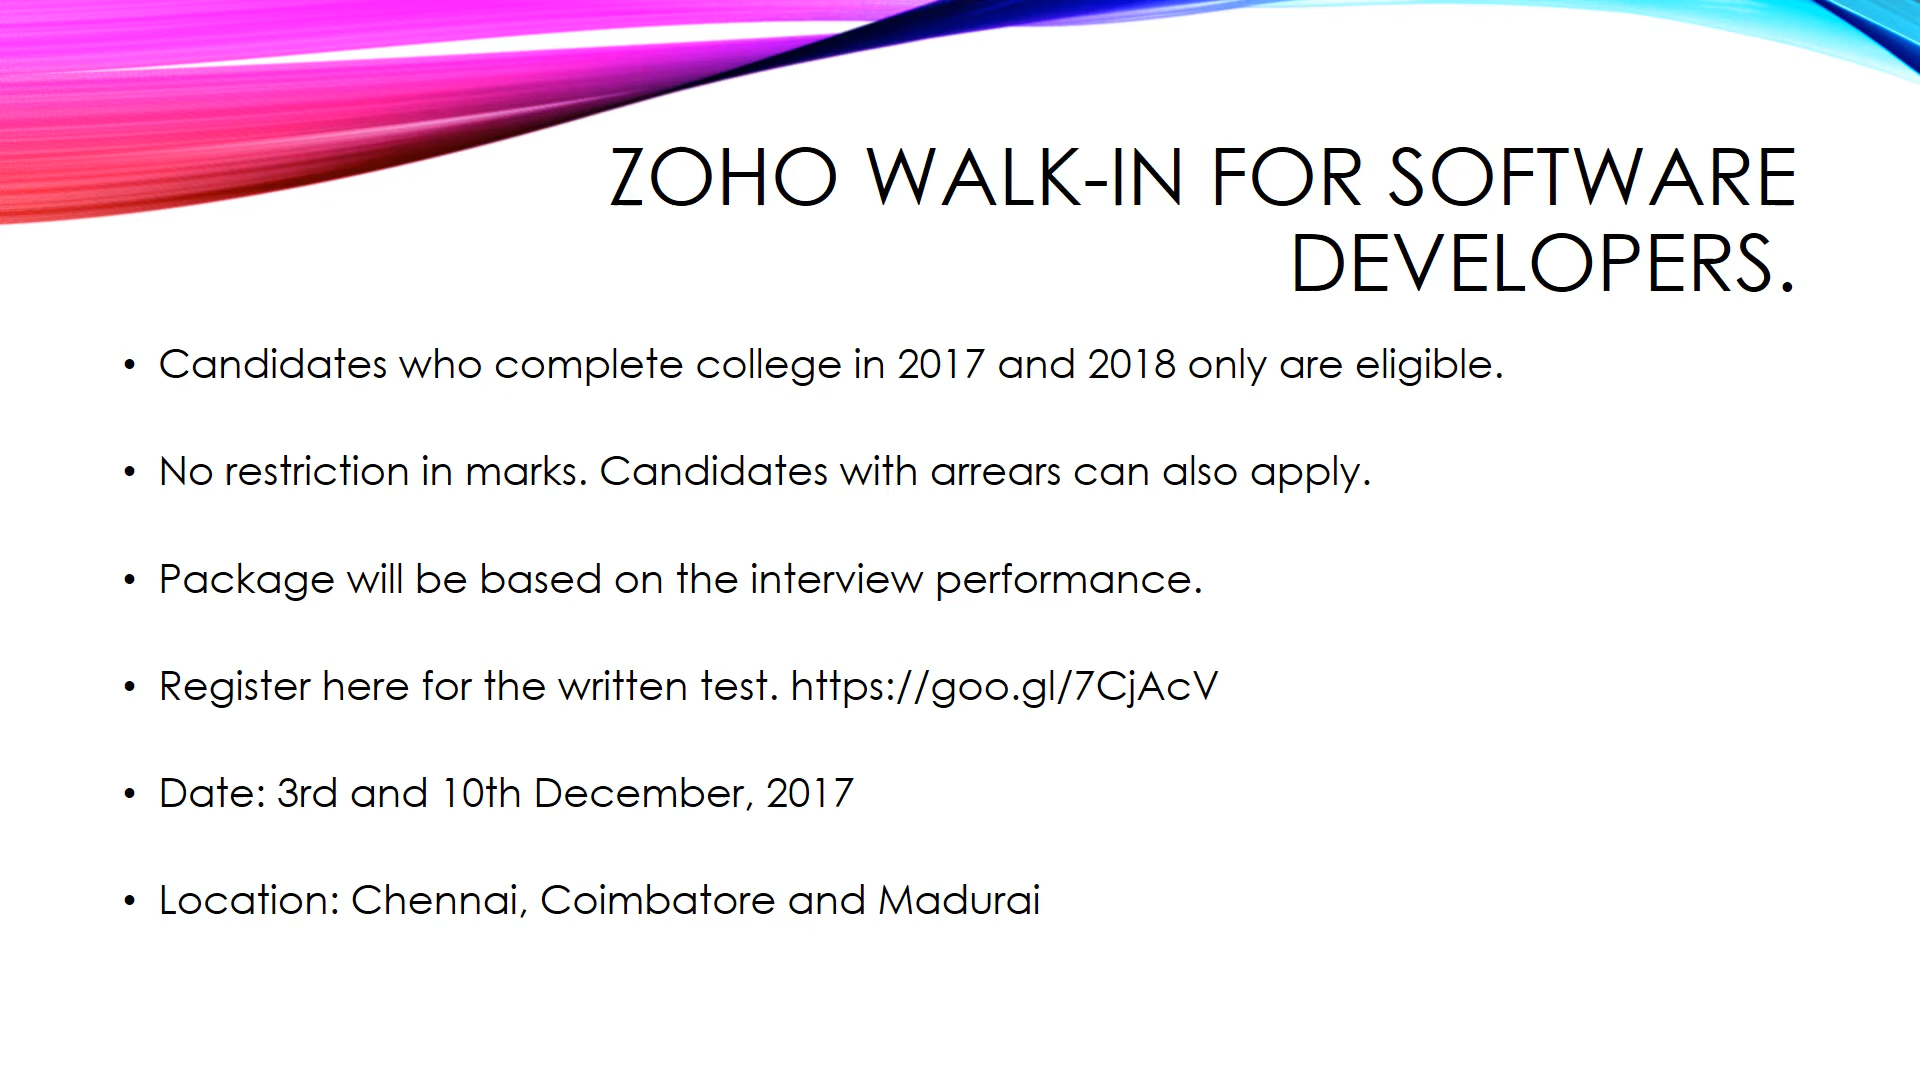 ZOHO WALK-IN FOR SOFTWARE
DEVELOPERS.
• Candidates who complete college in 2017 and 2018 only are eligible.
• No restriction in marks. Candidates with arrears can also apply.
• Package will be based on the interview performance.
• Register here for the written test. https://goo.gl/7CjAcV
• Date: 3rd and 10th December, 2017
• Location: Chennai, Coimbatore and Madurai